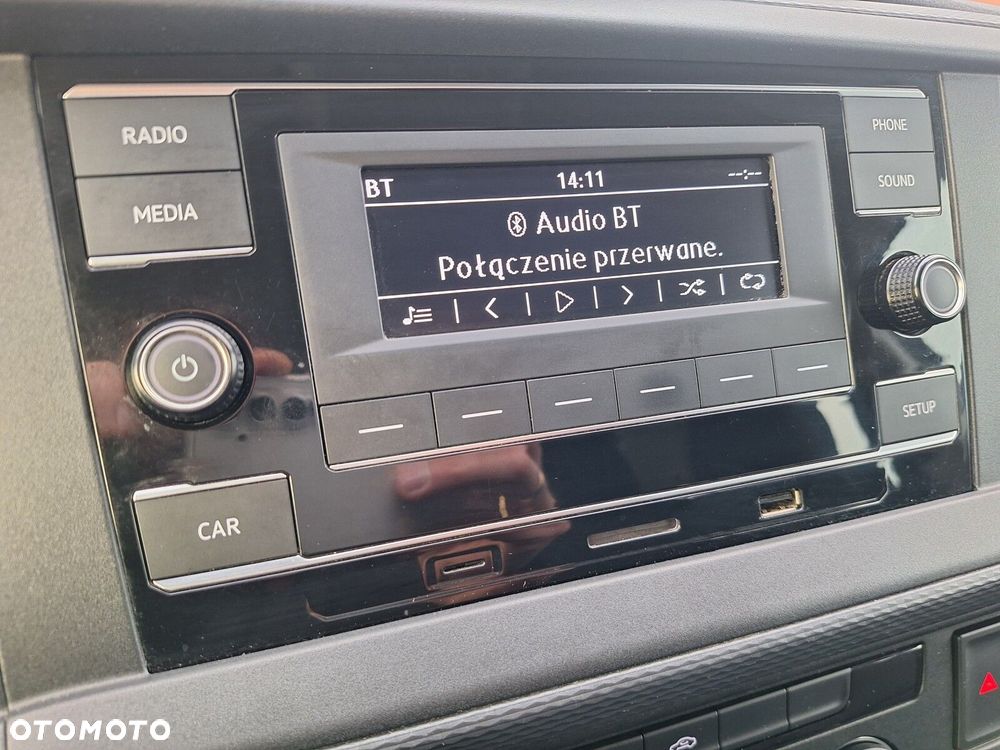 RADIO
MEDIA
BT 14:11 --:--
Audio BT
Połączenie przerwane.
PHONE
SOUND
SETUP
CAR
OTOMOTO